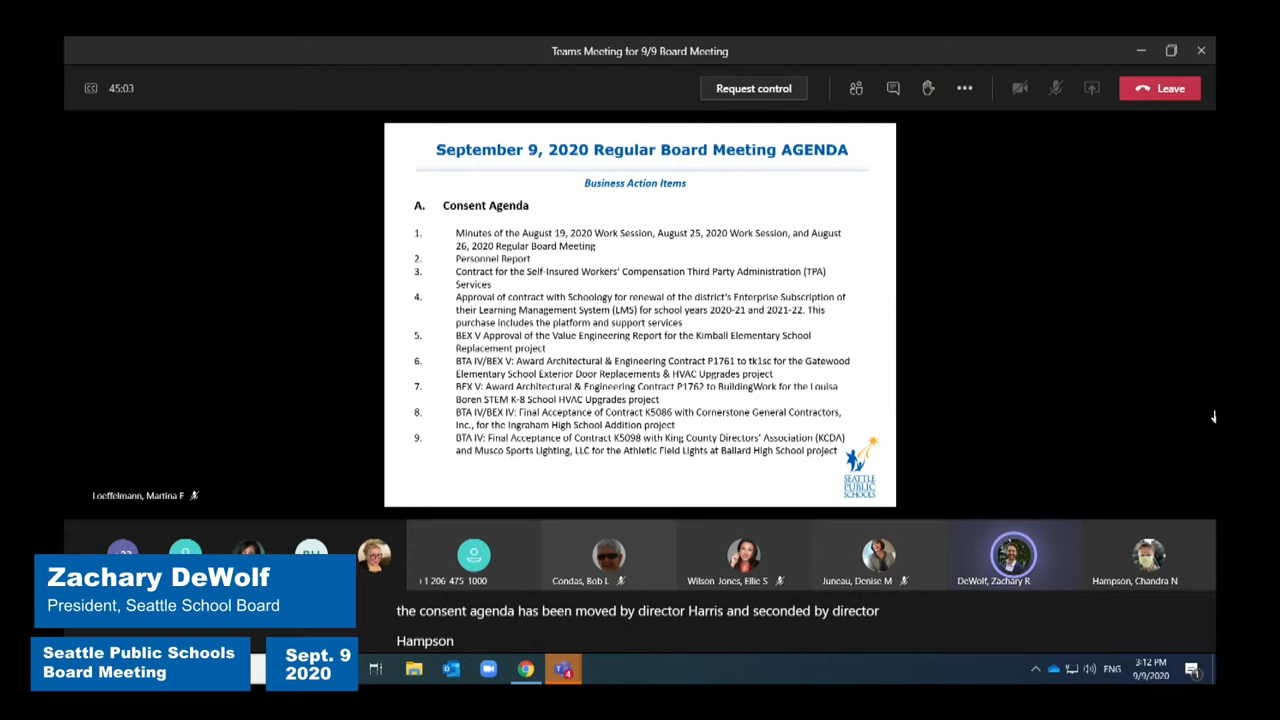 Teams Meeting for 9/9 Board Meeting
CC
45:03
Request control
Leave
September 9, 2020 Regular Board Meeting AGENDA
Business Action Items
A. Consent Agenda
1. Minutes of the August 19, 2020 Work Session, August 25, 2020 Work Session, and August
26, 2020 Regular Board Meeting
2. Personnel Report
3. Contract for the Self-Insured Workers' Compensation Third Party Administration (TPA)
Services
4. Approval of contract with Schoology for renewal of the district's Enterprise Subscription of
their Learning Management System (LMS) for school years 2020-21 and 2021-22. This
purchase includes the platform and support services
5. BEX V Approval of the Value Engineering Report for the Kimball Elementary School
Replacement project
6. BTA IV/BEX V: Award Architectural & Engineering Contract P1761 to tk1sc for the Gatewood
Elementary School Exterior Door Replacements & HVAC Upgrades project
7. BEX V: Award Architectural & Engineering Contract P1762 to BuildingWork for the Louisa
Boren STEM K-8 School HVAC Upgrades project
8. BTA IV/BEX IV: Final Acceptance of Contract K5086 with Cornerstone General Contractors,
Inc., for the Ingraham High School Addition project
9. BTA IV: Final Acceptance of Contract K5098 with King County Directors' Association (KCDA)
and Musco Sports Lighting, LLC for the Athletic Field Lights at Ballard High School project
SEATTLE
PUBLIC
SCHOOLS
Loeffelmann, Martina F
1 206 475 1000
Condas, Bob L
Wilson Jones, Ellie S
Juneau, Denise M
DeWolf, Zachary R
Hampson, Chandra N
Zachary DeWolf
President, Seattle School Board
the consent agenda has been moved by director Harris and seconded by director
Hampson
Seattle Public Schools
Board Meeting
Sept. 9
2020
4
ENG
3:12 PM
9/9/2020
1